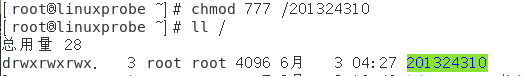 [root@linuxprobe ~]# chmod 777 /201324310
[root@linuxprobe ~]# ll /
总用量 28
drwxrwxrwx.  3 root root 4096 6月   3 04:27 201324310